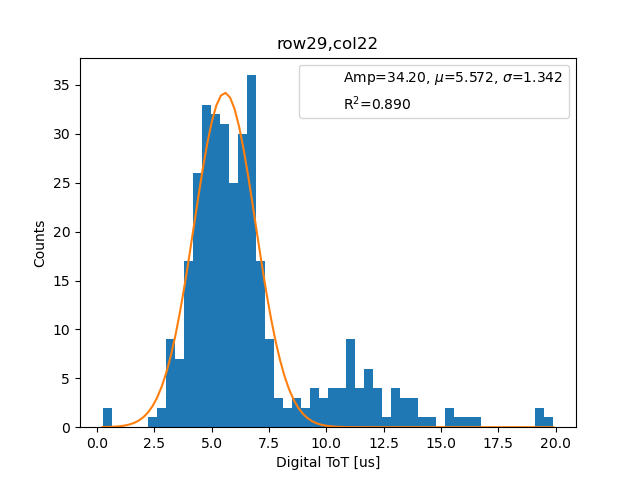 row29,col22
Amp=34.20, μ=5.572, σ=1.342
R²=0.890
35
30
25
20
15
10
5
0
Counts
0.0 2.5 5.0 7.5 10.0 12.5 15.0 17.5 20.0
Digital ToT [us]